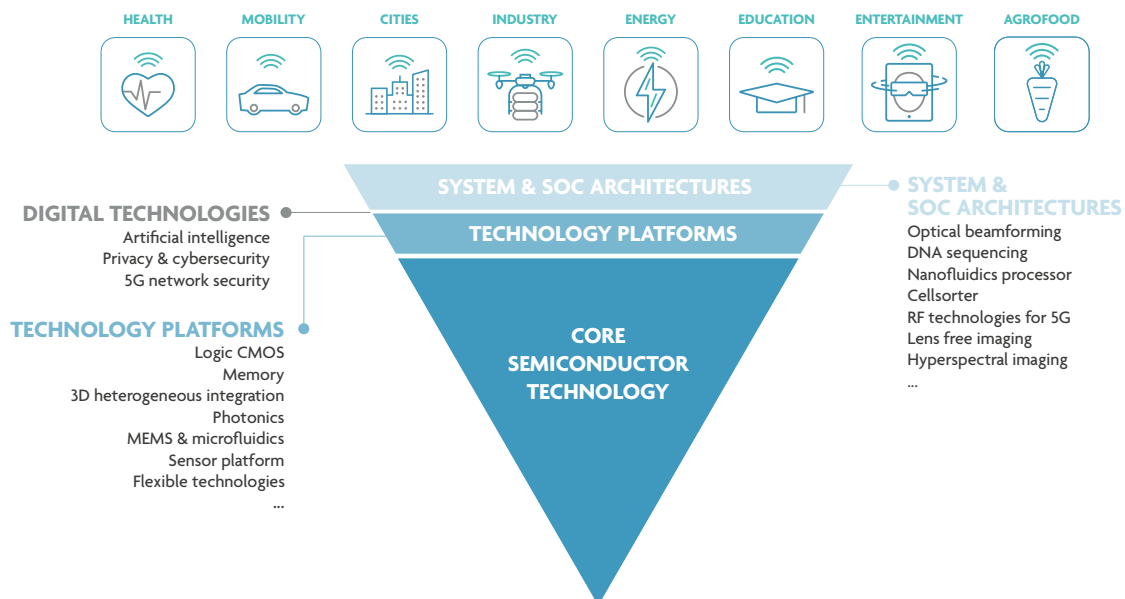 HEALTH
MOBILITY
CITIES
INDUSTRY
ENERGY
EDUCATION
ENTERTAINMENT
AGROFOOD
SYSTEM & SOC ARCHITECTURES
TECHNOLOGY PLATFORMS
CORE
SEMICONDUCTOR
TECHNOLOGY
DIGITAL TECHNOLOGIES
Artificial intelligence
Privacy & cybersecurity
5G network security
TECHNOLOGY PLATFORMS
Logic CMOS
Memory
3D heterogeneous integration
Photonics
MEMS & microfluidics
Sensor platform
Flexible technologies
...
SYSTEM &
SOC ARCHITECTURES
Optical beamforming
DNA sequencing
Nanofluidics processor
Cellsorter
RF technologies for 5G
Lens free imaging
Hyperspectral imaging
...